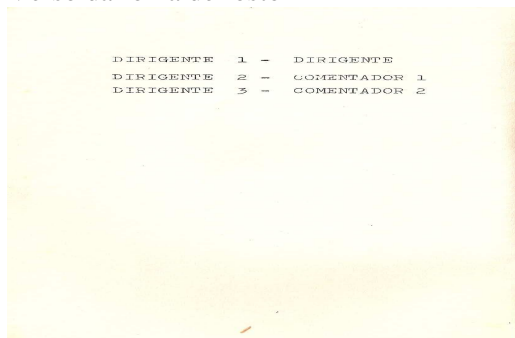 DIRIGENTE 1 - DIRIGENTE
DIRIGENTE 2 - COMENTADOR 1
DIRIGENTE 3 - COMENTADOR 2